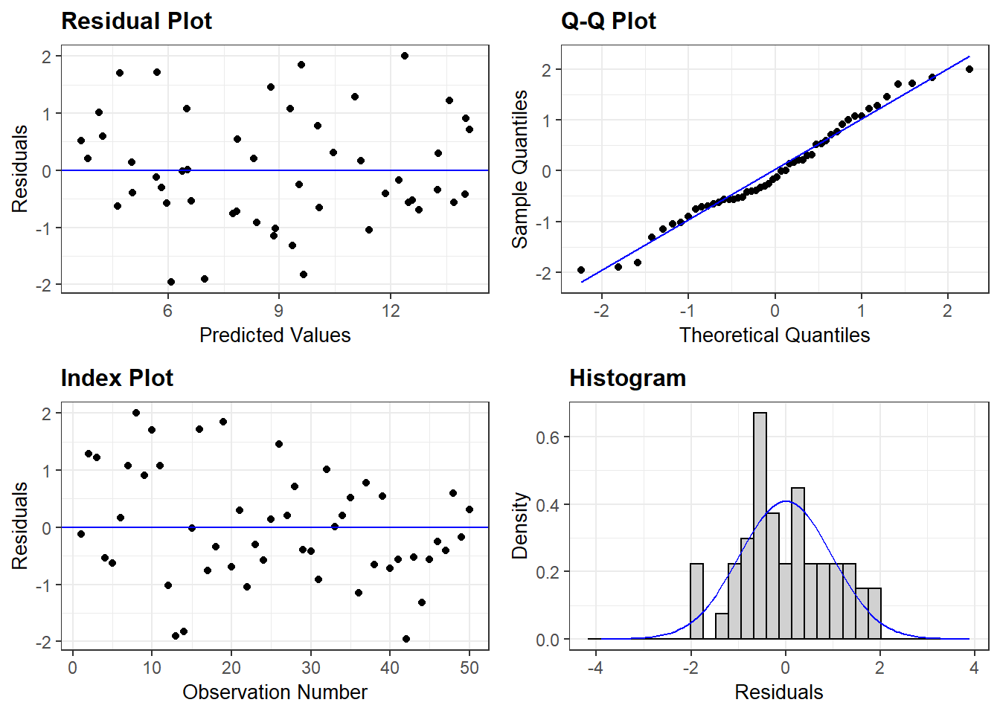 Residual Plot
2
1
0
-1
-2
Residuals
6 9 12
Predicted Values
Q-Q Plot
2
1
0
-1
-2
Sample Quantiles
-2 -1 0 1 2
Theoretical Quantiles
Index Plot
2
1
0
-1
-2
Residuals
0 10 20 30 40 50
Observation Number
Histogram
0.6
0.4
0.2
0.0
Density
-4 -2 0 2 4
Residuals